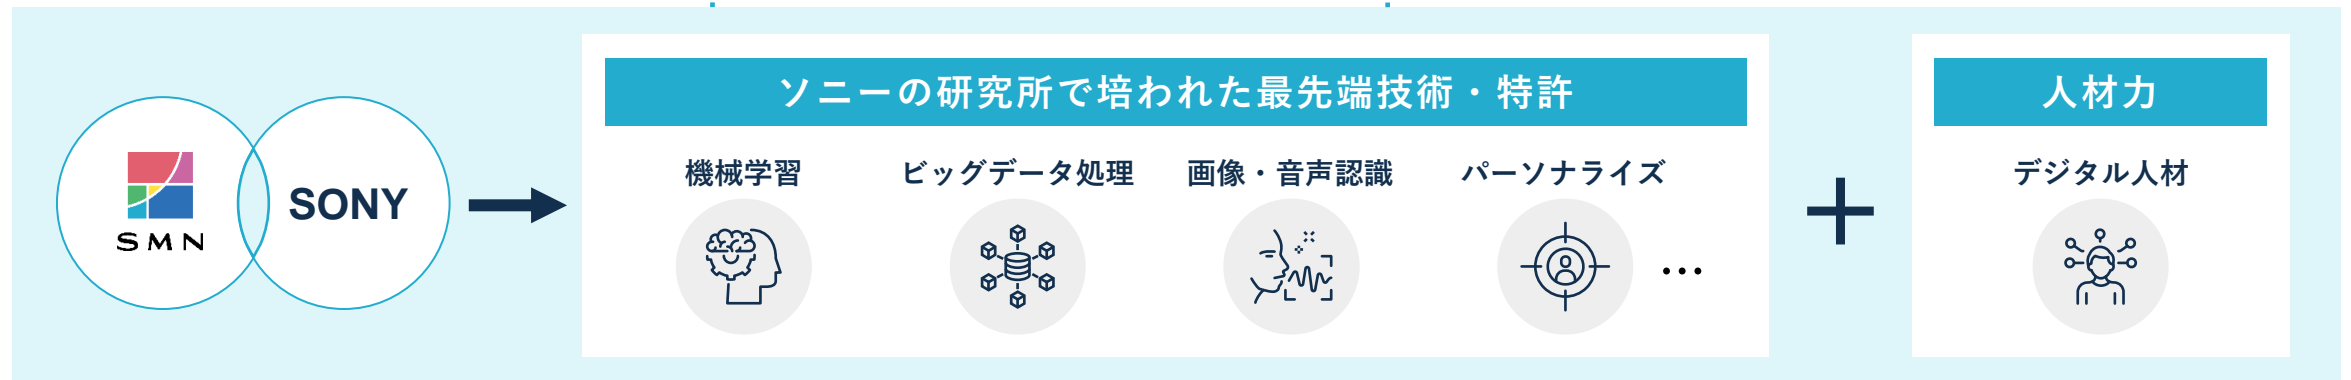 SMN
SONY
ソニーの研究所で培われた最先端技術・特許
機械学習
ビッグデータ処理
画像・音声認識
パーソナライズ
...
人材力
デジタル人材